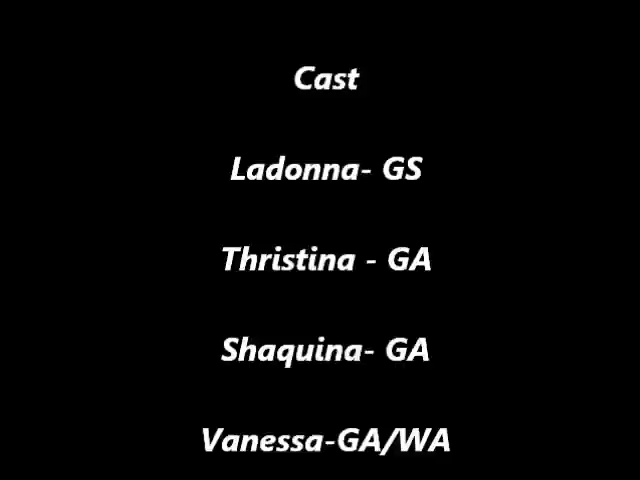 Cast
Ladonna- GS
Thristina - GA
Shaquina- GA
Vanessa-GA/WA